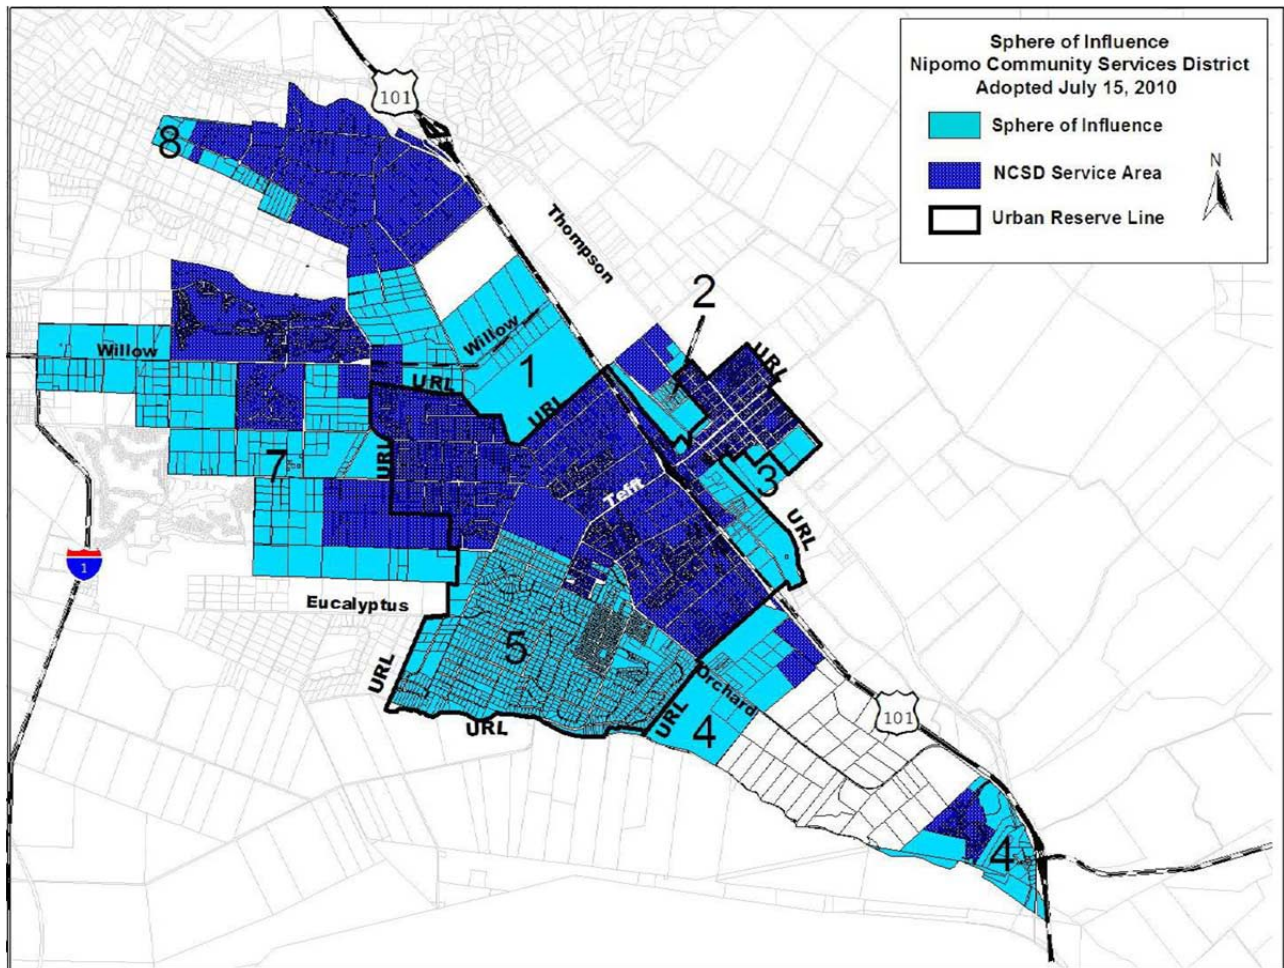 Sphere of Influence
Nipomo Community Services District
Adopted July 15, 2010
Sphere of Influence
NCSD Service Area
Urban Reserve Line
N
101
8
Thompson
2
Willow
Willow
1
URL
URL
URL
7
URL
Tefft
3
URL
1
Eucalyptus
5
URL
URL
Orchard
URL
4
101
4